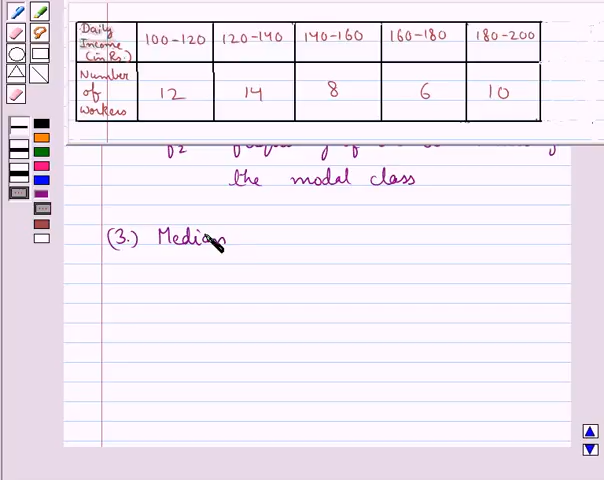 Daily Income (in Rs.) 100-120 120-140 140-160 160-180 180-200
Number of workers 12 14 8 6 10
the modal class
(3.) Median